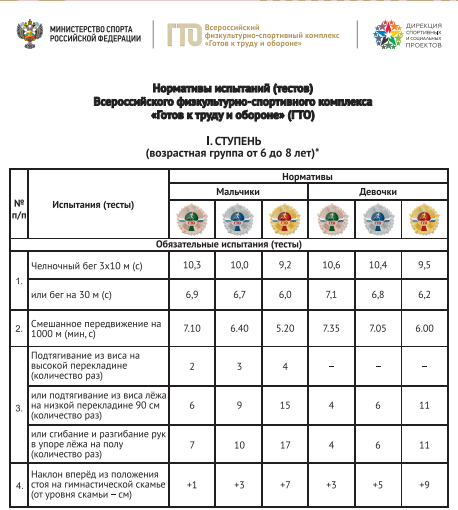 МИНИСТЕРСТВО СПОРТА
РОССИЙСКОЙ ФЕДЕРАЦИИ
ГТО
Всероссийский
физкультурно-спортивный комплекс
«Готов к труду и обороне»
ДИРЕКЦИЯ
СПОРТИВНЫХ
И СОЦИАЛЬНЫХ
ПРОЕКТОВ
Нормативы испытаний (тестов)
Всероссийского физкультурно-спортивного комплекса
«Готов к труду и обороне» (ГТО)
I. СТУПЕНЬ
(возрастная группа от 6 до 8 лет)*
№ п/п
Испытания (тесты)
Нормативы
Мальчики
Девочки
Обязательные испытания (тесты)
1.
Челночный бег 3х10 м (с)
10,3 10,0 9,2 10,6 10,4 9,5
или бег на 30 м (с)
6,9 6,7 6,0 7,1 6,8 6,2
2.
Смешанное передвижение на
1000 м (мин, с)
7.10 6.40 5.20 7.35 7.05 6.00
3.
Подтягивание из виса на
высокой перекладине
(количество раз)
2 3 4 – – –
или подтягивание из виса лёжа
на низкой перекладине 90 см
(количество раз)
6 9 15 4 6 11
или сгибание и разгибание рук
в упоре лёжа на полу
(количество раз)
7 10 17 4 6 11
4.
Наклон вперёд из положения
стоя на гимнастической скамье
(от уровня скамьи – см)
+1 +3 +7 +3 +5 +9